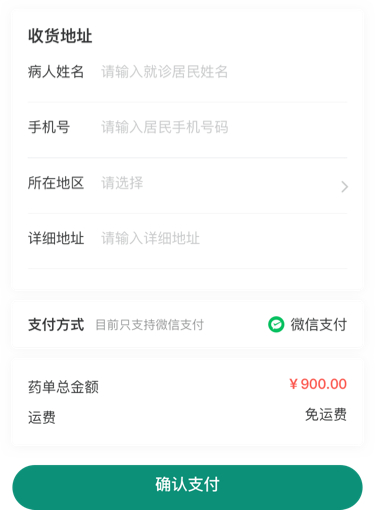 收货地址
病人姓名 请输入就诊居民姓名
手机号 请输入居民手机号码
所在地区 请选择
详细地址 请输入详细地址
支付方式 目前只支持微信支付 微信支付
药单总金额 ¥900.00
运费 免运费
确认支付